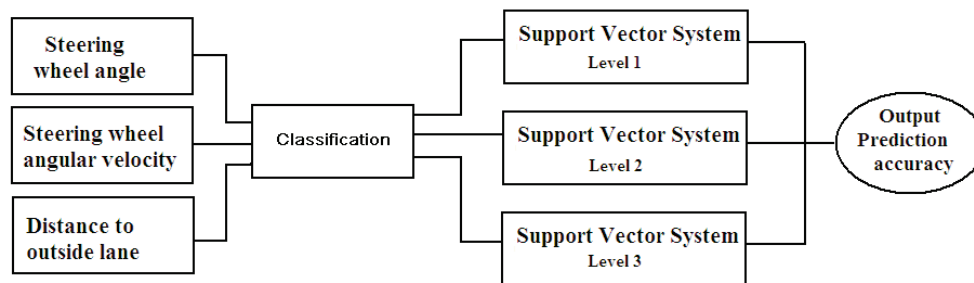 Steering
wheel angle
Steering wheel
angular velocity
Distance to
outside lane
Classification
Support Vector System
Level 1
Support Vector System
Level 2
Support Vector System
Level 3
Output
Prediction
accuracy